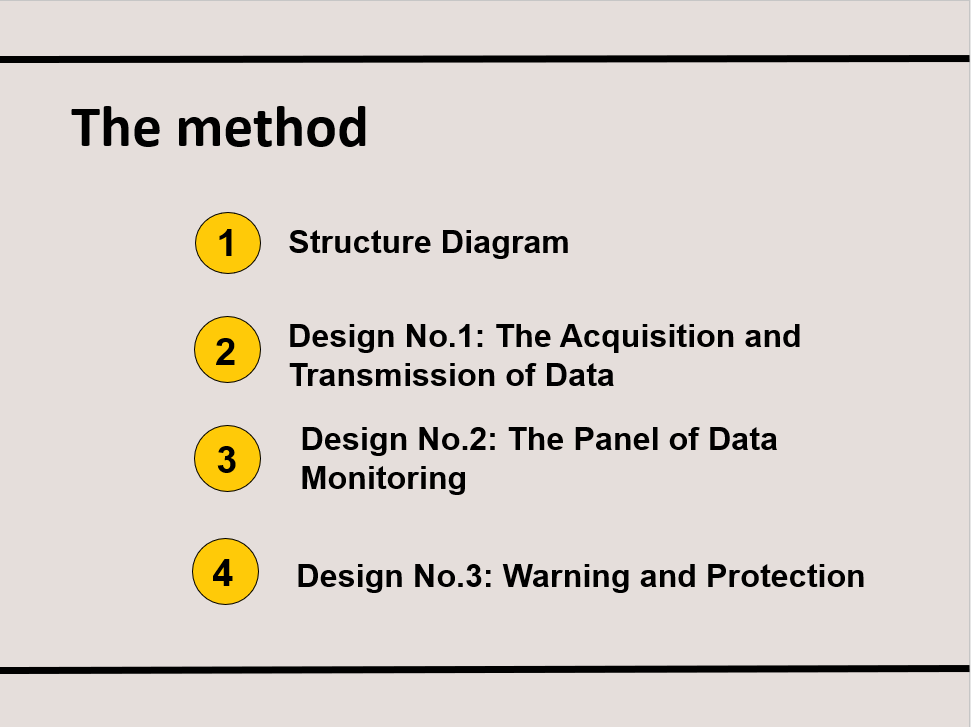 The method
1 Structure Diagram
2 Design No.1: The Acquisition and
Transmission of Data
3 Design No.2: The Panel of Data
Monitoring
4 Design No.3: Warning and Protection